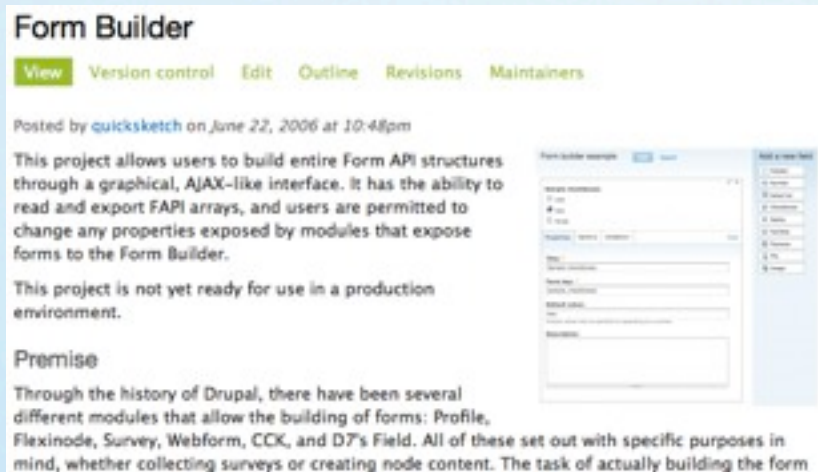 Form Builder
View Version control Edit Outline Revisions Maintainers
Posted by quicksketch on June 22, 2006 at 10:48pm
This project allows users to build entire Form API structures
through a graphical, AJAX-like interface. It has the ability to
read and export FAPI arrays, and users are permitted to
change any properties exposed by modules that expose
forms to the Form Builder.
This project is not yet ready for use in a production
environment.
Premise
Through the history of Drupal, there have been several
different modules that allow the building of forms: Profile,
Flexinode, Survey, Webform, CCK, and D7's Field. All of these set out with specific purposes in
mind, whether collecting surveys or creating node content. The task of actually building the form
Form builder example
Add a new field